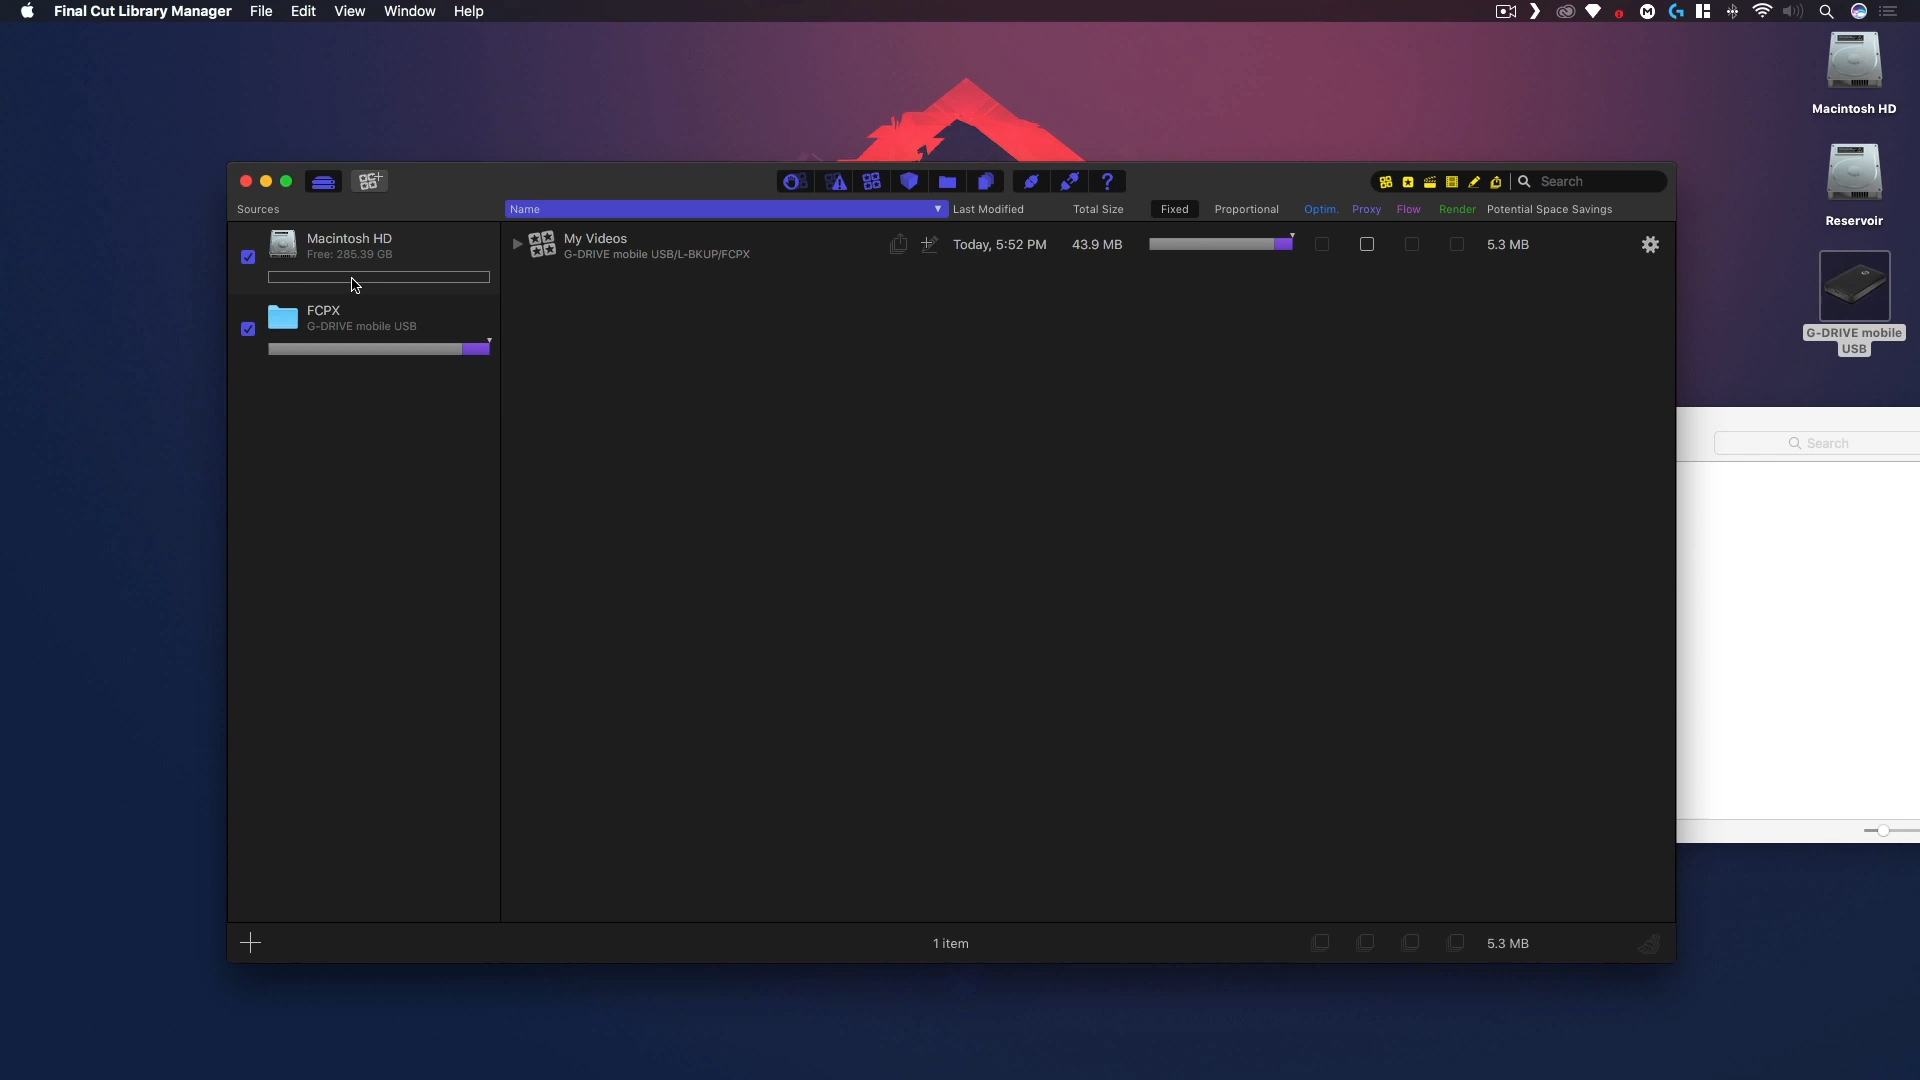 Final Cut Library Manager File Edit View Window Help
Macintosh HD
Reservoir
G-DRIVE mobile
USB
Search
Sources
Name
Last Modified
Total Size
Fixed
Proportional
Optim.
Proxy
Flow
Render
Potential Space Savings
Macintosh HD
Free: 285.39 GB
FCPX
G-DRIVE mobile USB
My Videos
G-DRIVE mobile USB/L-BKUP/FCPX
Today, 5:52 PM
43.9 MB
5.3 MB
Search
1 item
5.3 MB